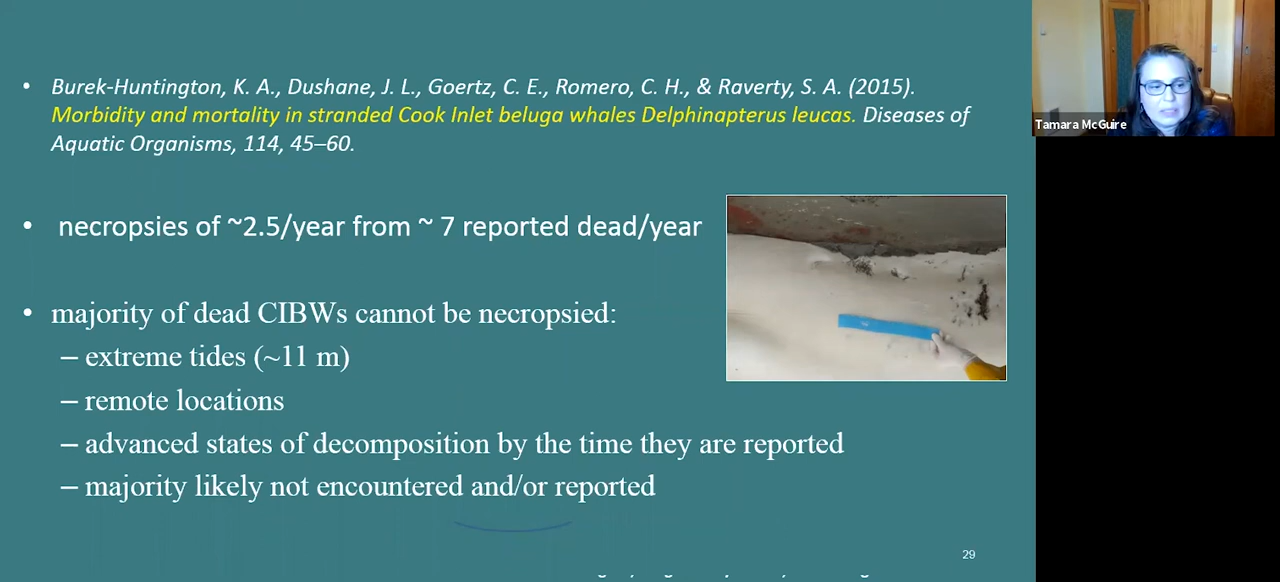 • Burek-Huntington, K. A., Dushane, J. L., Goertz, C. E., Romero, C. H., & Raverty, S. A. (2015).
Morbidity and mortality in stranded Cook Inlet beluga whales Delphinapterus leucas. Diseases of
Aquatic Organisms, 114, 45–60.
• necropsies of ~2.5/year from ~ 7 reported dead/year
• majority of dead CIBWs cannot be necropsied:
– extreme tides (~11 m)
– remote locations
– advanced states of decomposition by the time they are reported
– majority likely not encountered and/or reported
29
Tamara McGuire